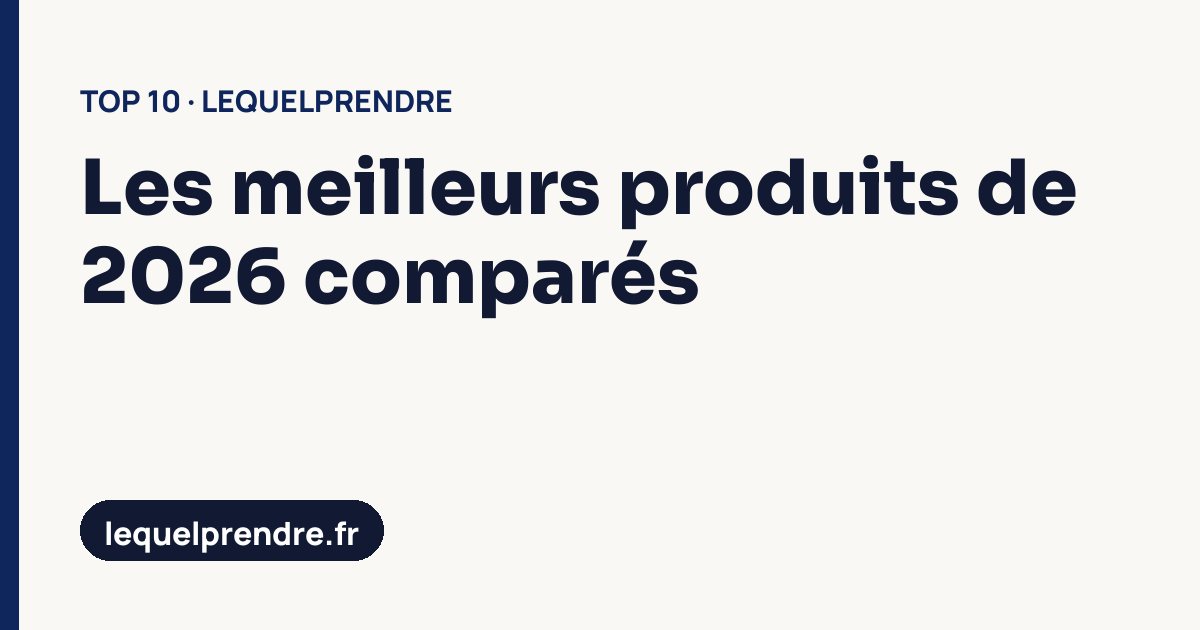 TOP 10 · LEQUELPRENDRE
Les meilleurs produits de
2026 comparés
lequelprendre.fr